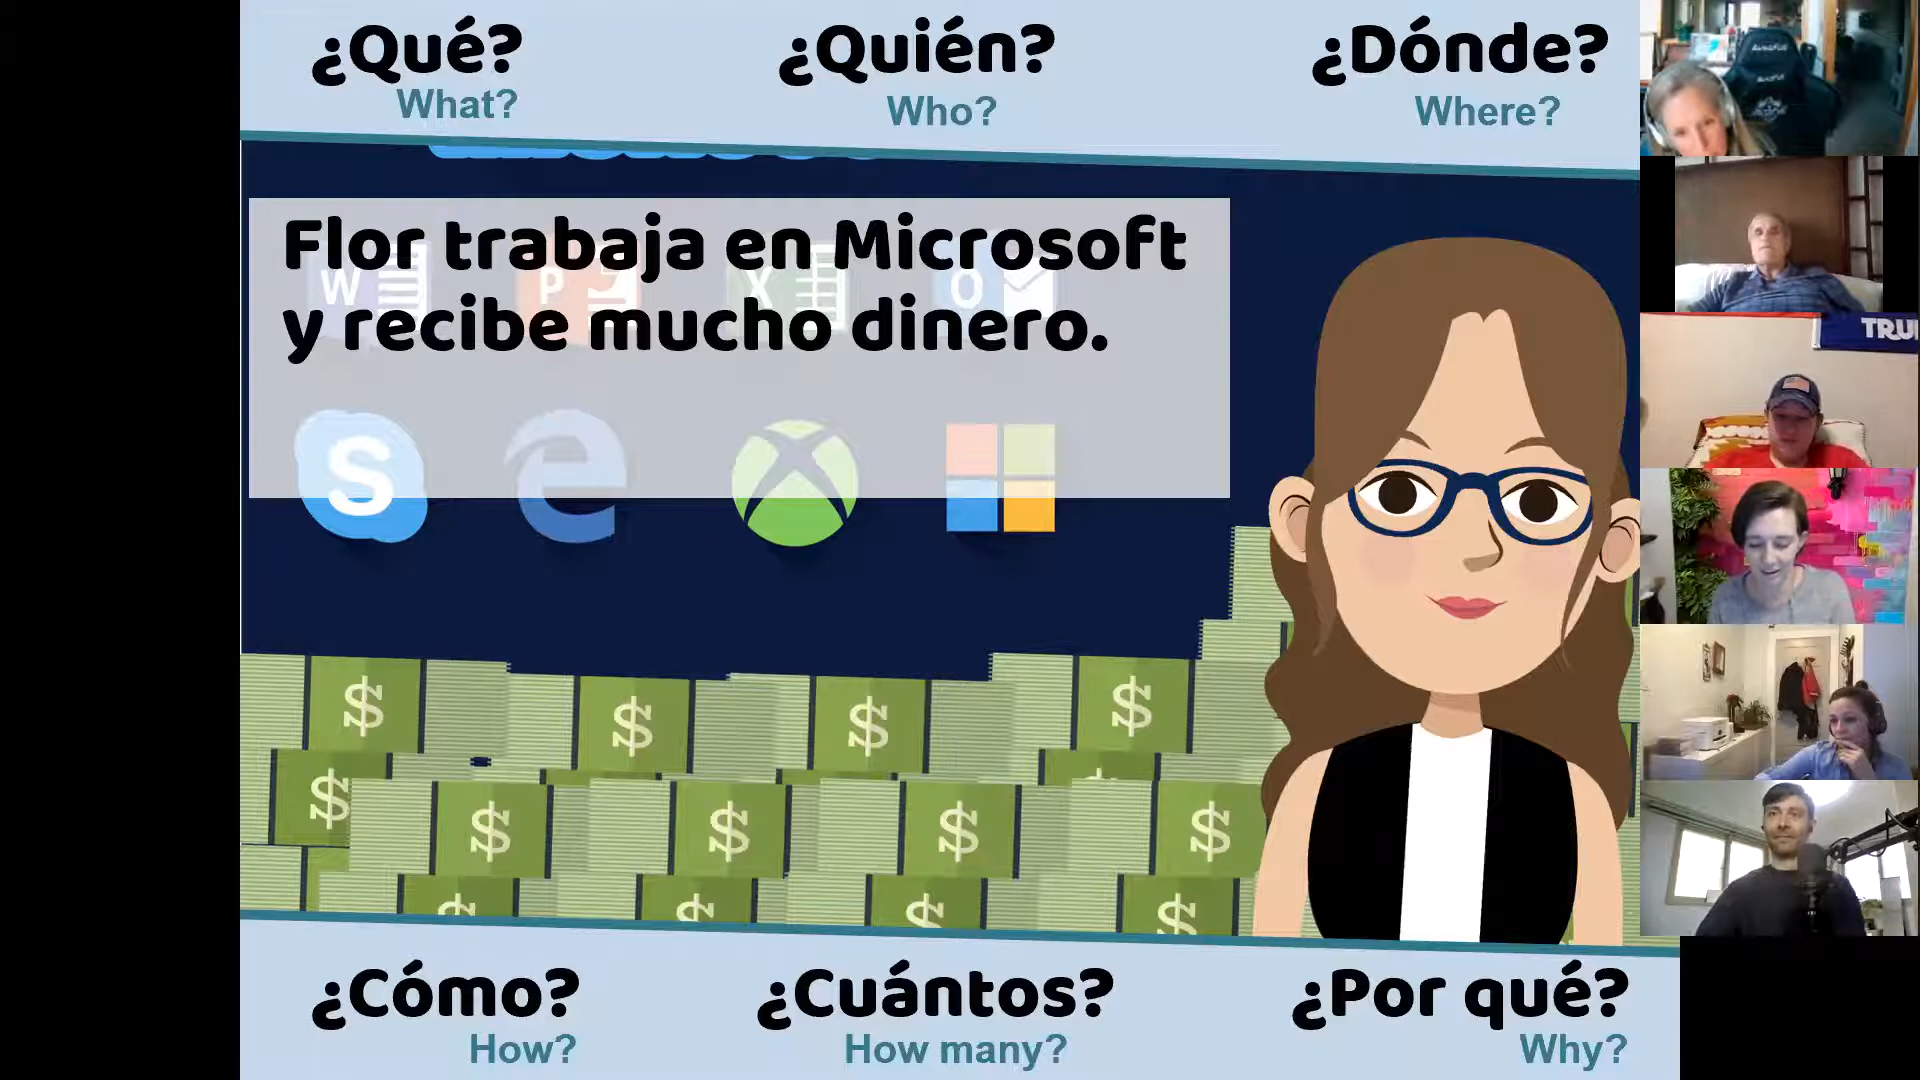 ¿Qué?
What?
¿Quién?
Who?
¿Dónde?
Where?
Flor trabaja en Microsoft
y recibe mucho dinero.
W
P
X
O
S
e
$
$
$
$
$
$
$
$
$
$
$
$
$
¿Cómo?
How?
¿Cuántos?
How many?
¿Por qué?
Why?